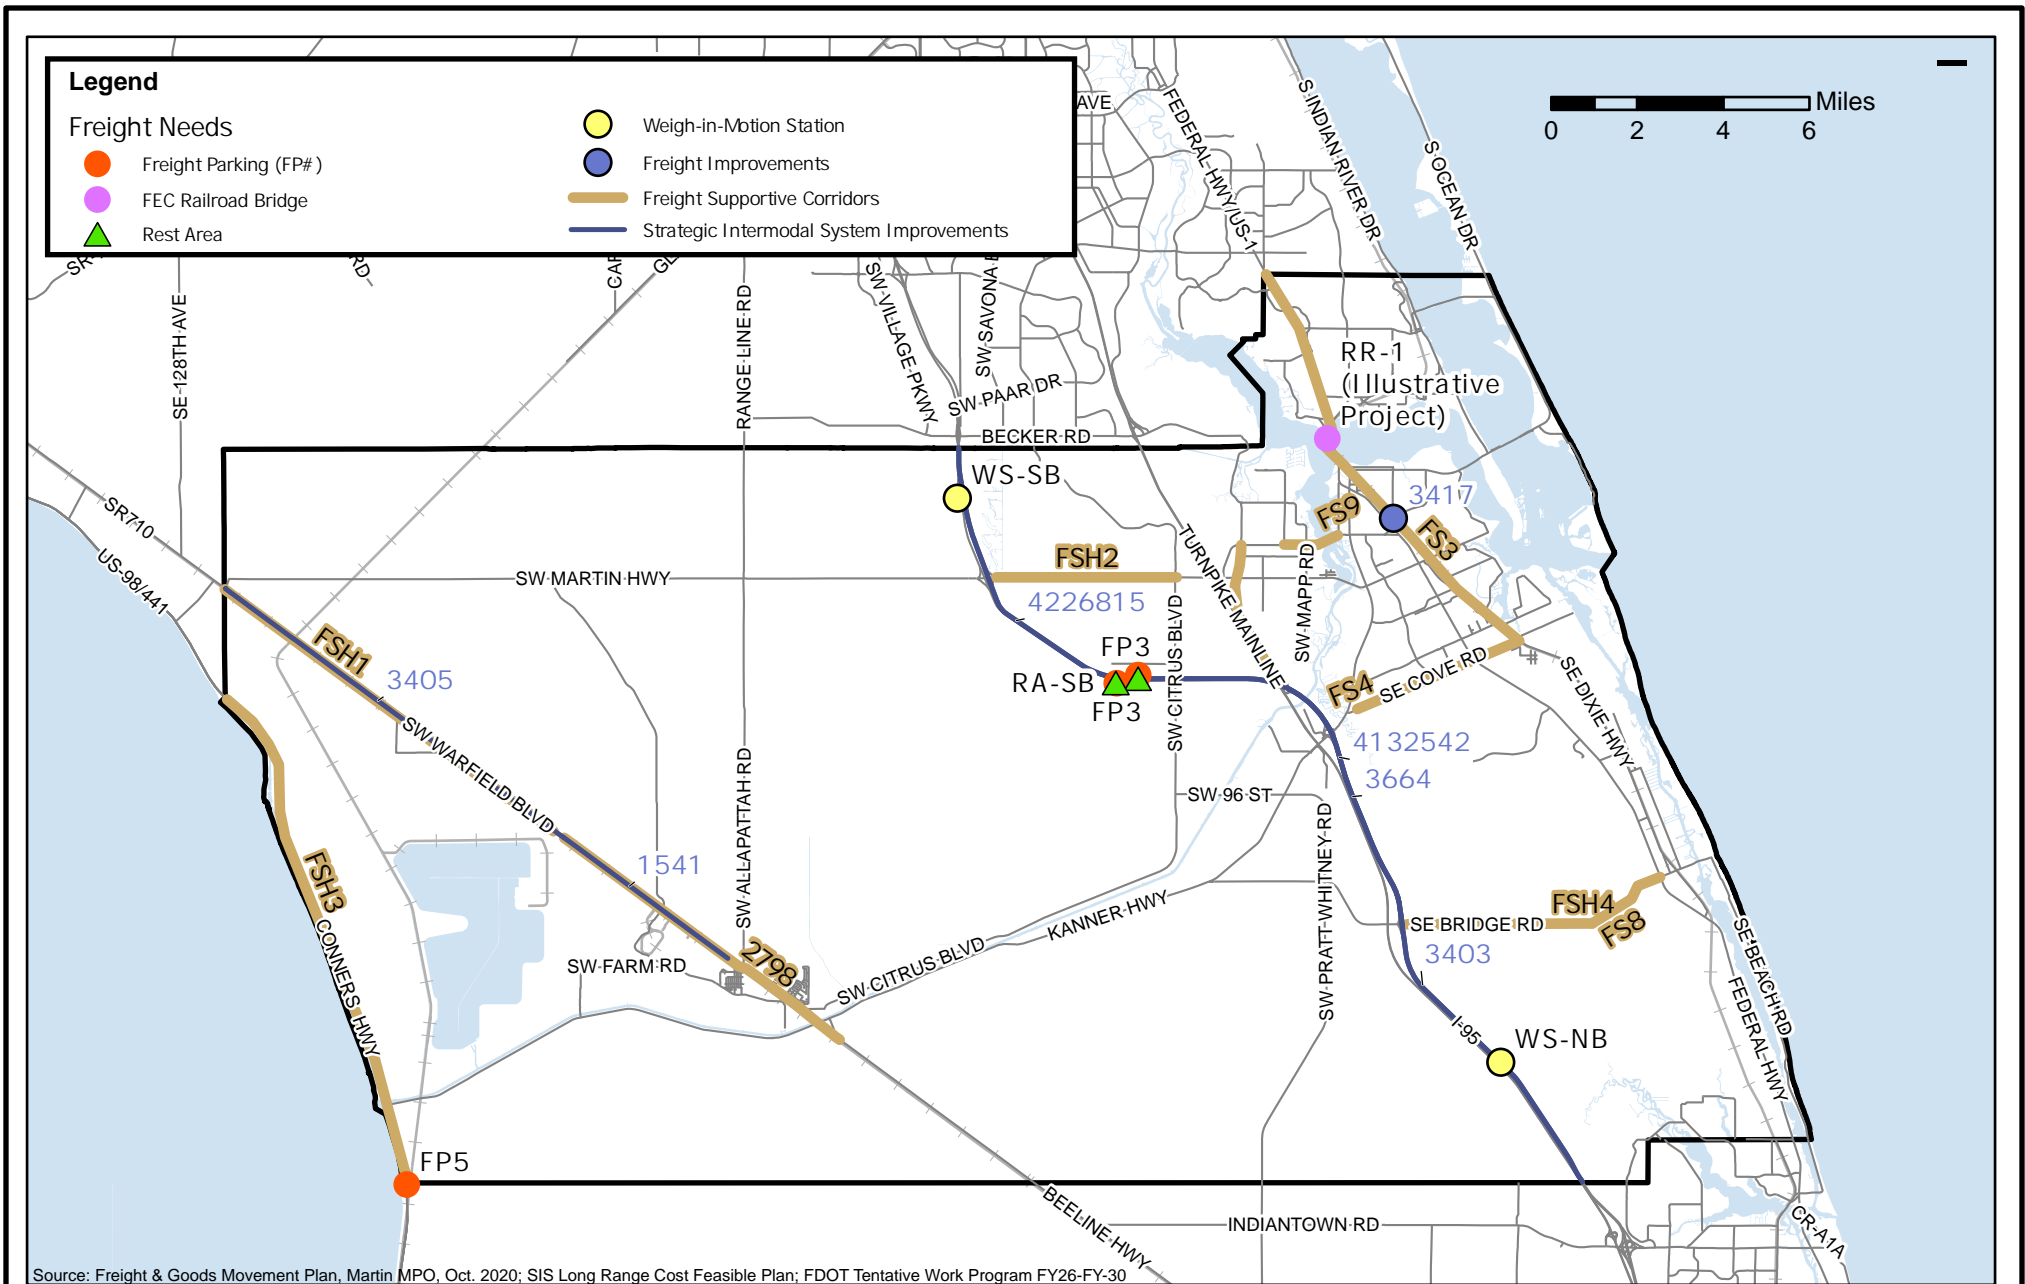 Legend
Freight Needs
Freight Parking (FP#)
FEC Railroad Bridge
Rest Area
Weigh-in-Motion Station
Freight Improvements
Freight Supportive Corridors
Strategic Intermodal System Improvements
Miles
0 2 4 6
AVE
FEDERAL HWY/US-1
S INDIAN RIVER DR
S OCEAN DR
RD
SE 128TH AVE
RANGE LINE RD
SW VILLAGE PKWY
SW PAAR DR
BECKER RD
RR-1
(Illustrative
Project)
WS-SB
3417
FS9
FS3
SR710
US-98/441
SW MARTIN HWY
FSH2
4226815
TURNPIKE MAINLINE
SW MAPP RD
SW CITRUS BLVD
FSH1
3405
FP3
RA-SB
FP3
FS4
SE COVE RD
SE DIXIE HWY
SW WARFIELD BLVD
4132542
3664
SW 96 ST
SW ALLAPATTAH RD
SW PRATT WHITNEY RD
1541
FSH3
CONNERS HWY
KANNER HWY
SE BRIDGE RD
FSH4
FS8
SE BEACH RD
3403
2798
SW FARM RD
SW CITRUS BLVD
FEDERAL HWY
I-95
WS-NB
FP5
BEELINE HWY
INDIANTOWN RD
CR-A1A
Source: Freight & Goods Movement Plan, Martin MPO, Oct. 2020; SIS Long Range Cost Feasible Plan; FDOT Tentative Work Program FY26-FY-30